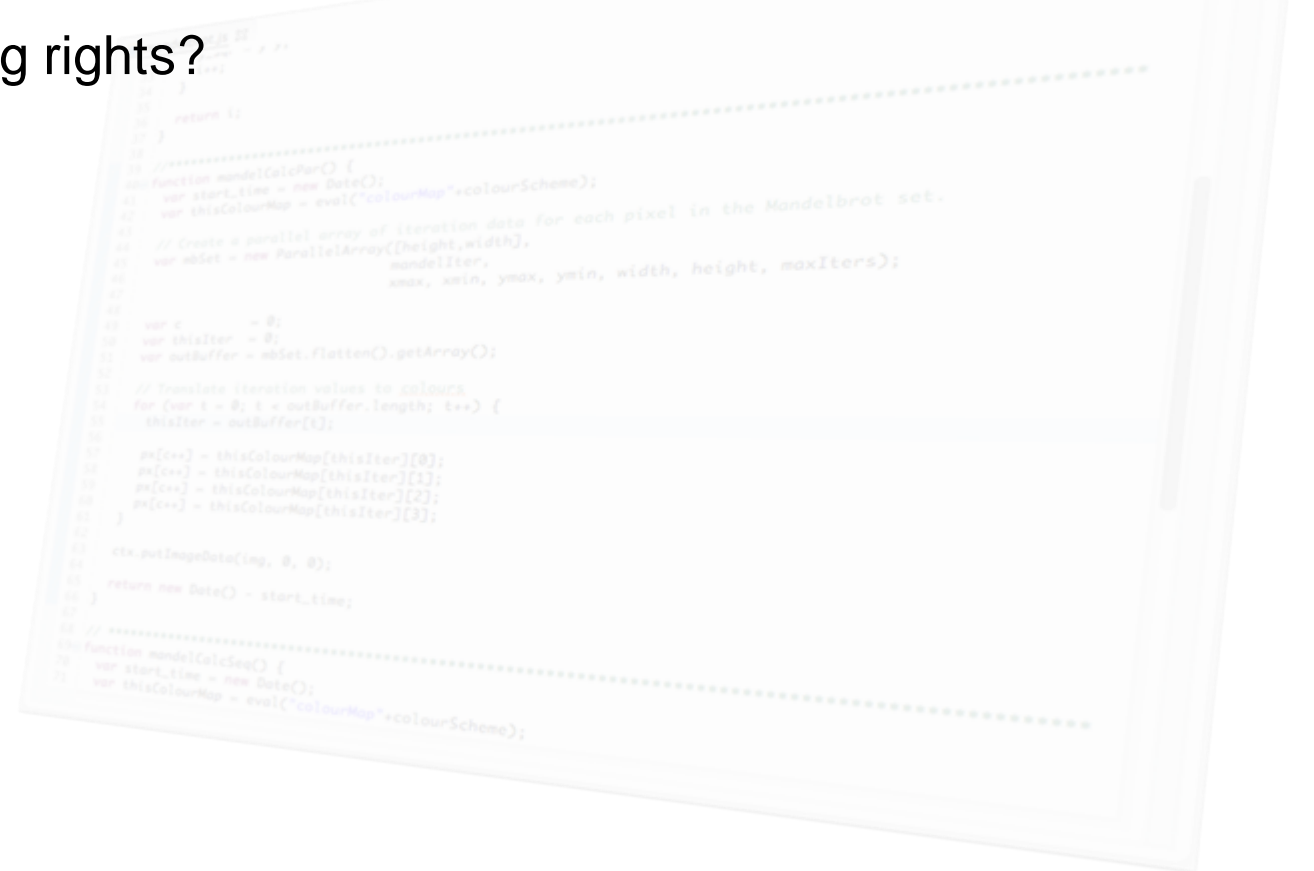 g rights?
return i;
}
//
function mandelCalcPar() {
var start_time = new Date();
var thisColourMap = eval("colourMap"+colourScheme);
// Create a parallel array of iteration data for each pixel in the Mandelbrot set.
var mbSet = new ParallelArray([height,width],
mandelIter,
xmax, xmin, ymax, ymin, width, height, maxIters);
var c = 0;
var thisIter = 0;
var outBuffer = mbSet.flatten().getArray();
// Translate iteration values to colours
for (var t = 0; t < outBuffer.length; t++) {
thisIter = outBuffer[t];
px[c++] = thisColourMap[thisIter][0];
px[c++] = thisColourMap[thisIter][1];
px[c++] = thisColourMap[thisIter][2];
px[c++] = thisColourMap[thisIter][3];
}
ctx.putImageData(img, 0, 0);
return new Date() - start_time;
}
//
function mandelCalcSeq() {
var start_time = new Date();
var thisColourMap = eval("colourMap"+colourScheme);